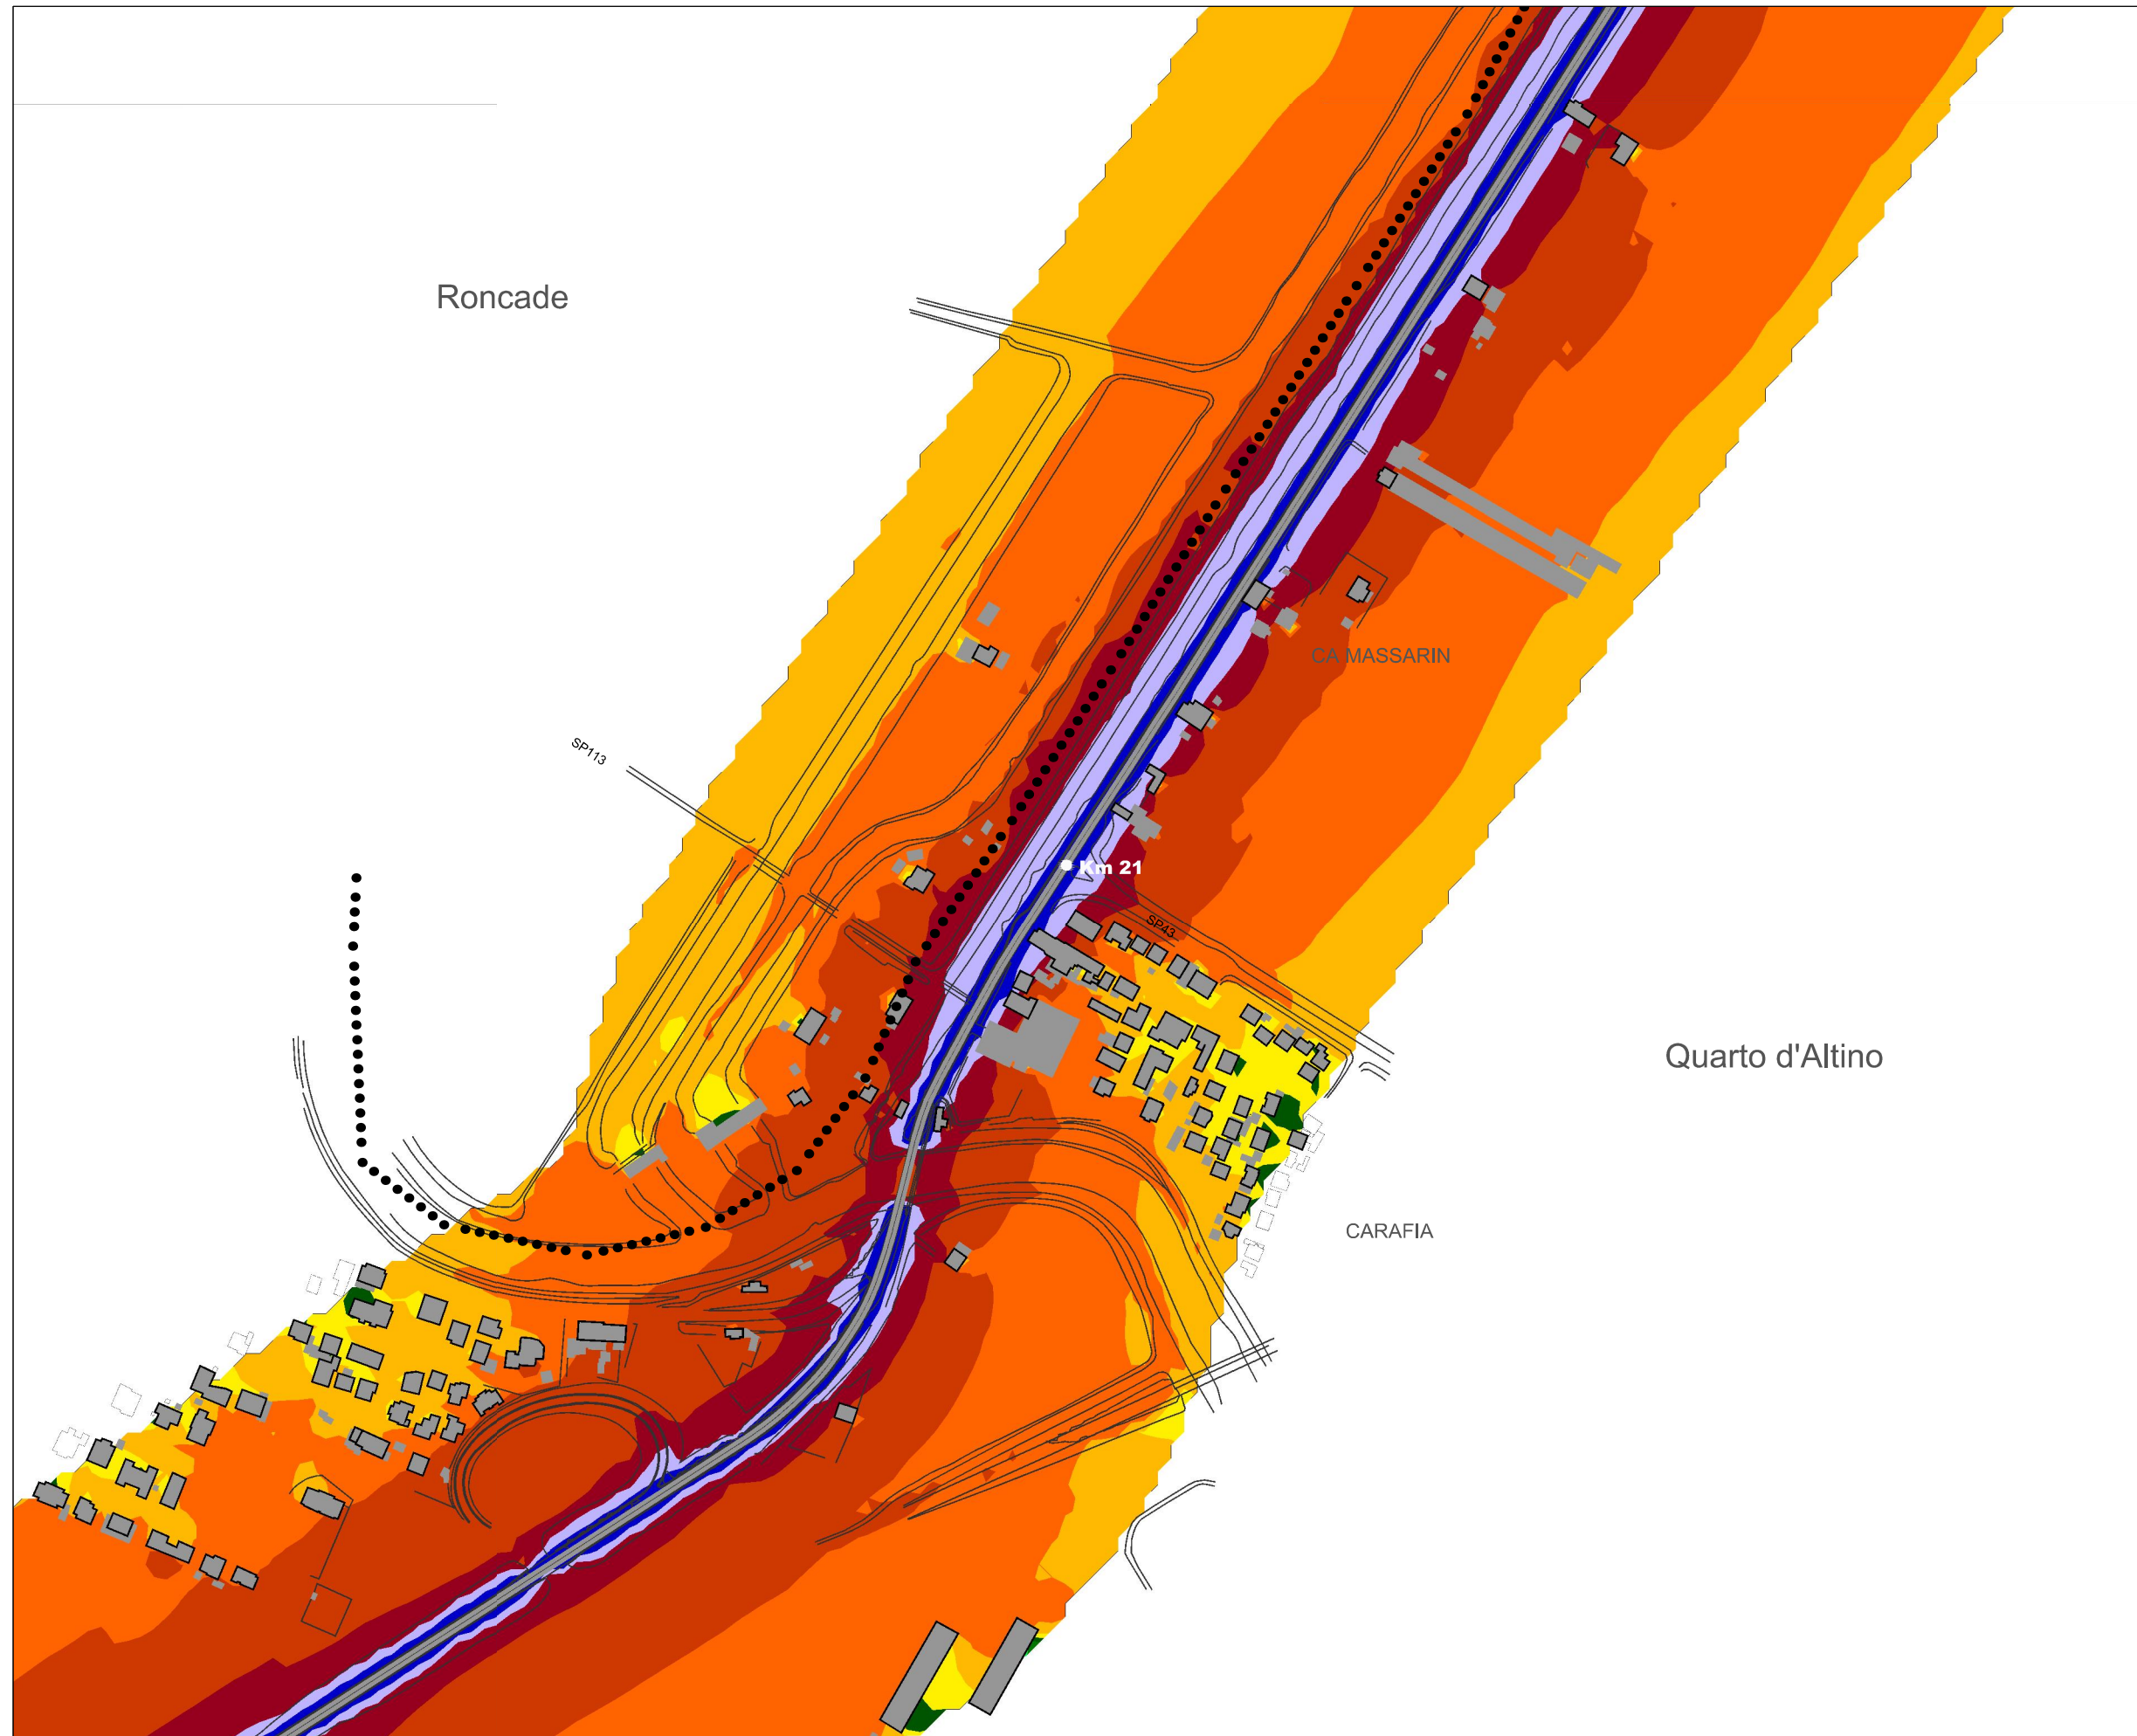 Roncade
CA MASSARIN
SP113
Km 21
SP43
Quarto d'Altino
CARAFIA